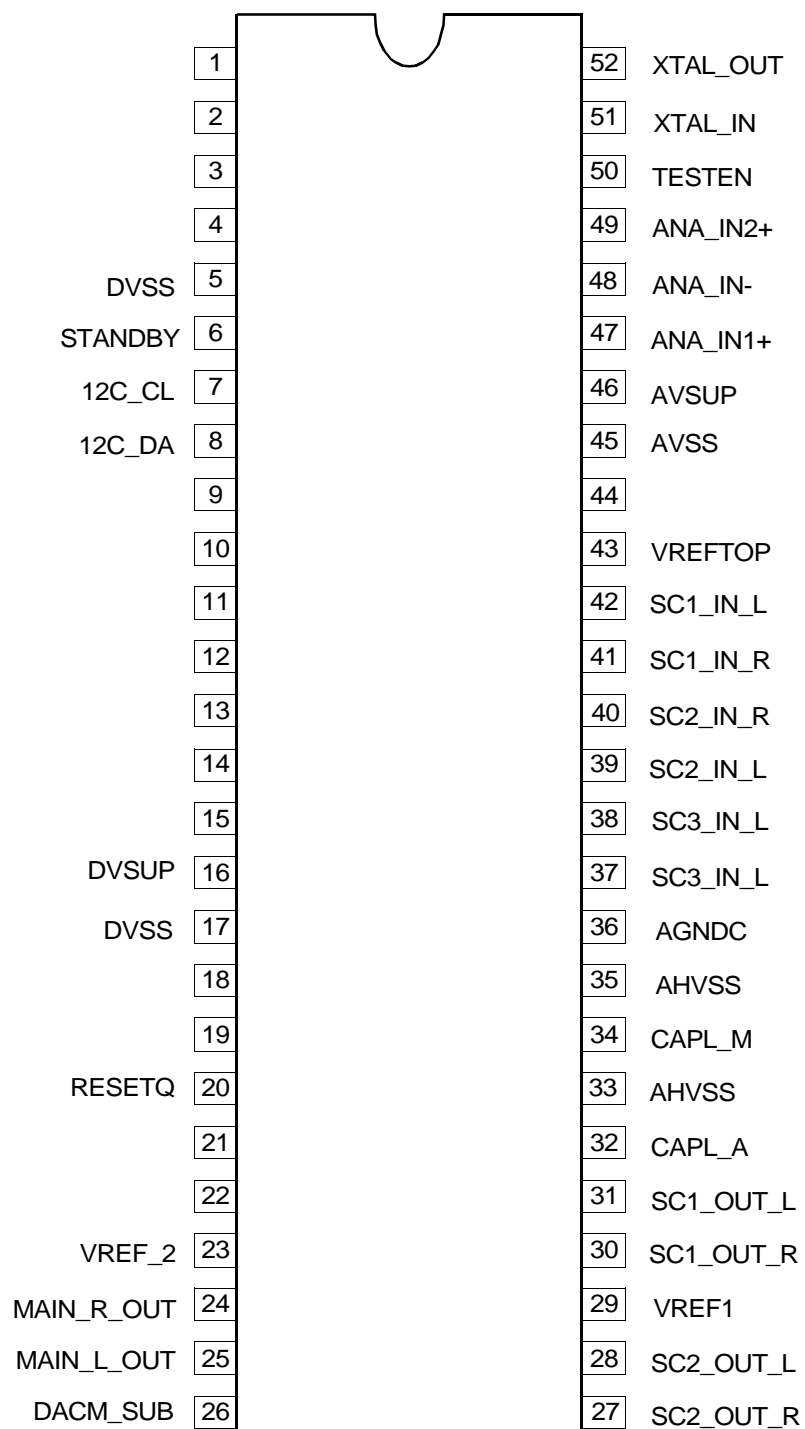 1 52 XTAL_OUT
2 51 XTAL_IN
3 50 TESTEN
4 49 ANA_IN2+
DVSS 5 48 ANA_IN-
STANDBY 6 47 ANA_IN1+
12C_CL 7 46 AVSUP
12C_DA 8 45 AVSS
9 44
10 43 VREFTOP
11 42 SC1_IN_L
12 41 SC1_IN_R
13 40 SC2_IN_R
14 39 SC2_IN_L
15 38 SC3_IN_L
DVSUP 16 37 SC3_IN_L
DVSS 17 36 AGNDC
18 35 AHVSS
19 34 CAPL_M
RESETQ 20 33 AHVSS
21 32 CAPL_A
22 31 SC1_OUT_L
VREF_2 23 30 SC1_OUT_R
MAIN_R_OUT 24 29 VREF1
MAIN_L_OUT 25 28 SC2_OUT_L
DACM_SUB 26 27 SC2_OUT_R